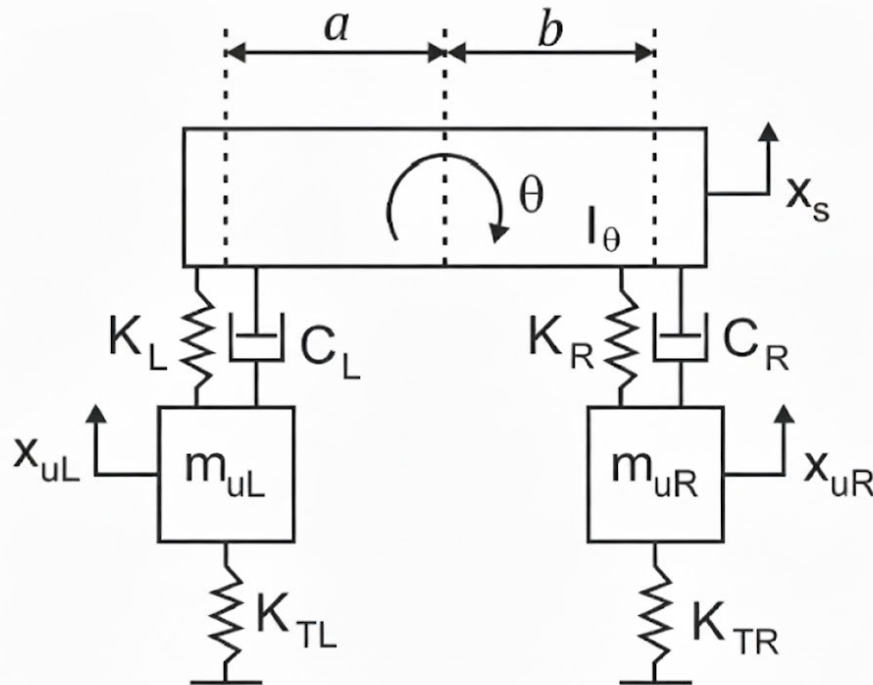 a b
θ
I_θ
x_s
K_L C_L K_R C_R
x_uL m_uL m_uR x_uR
K_TL K_TR